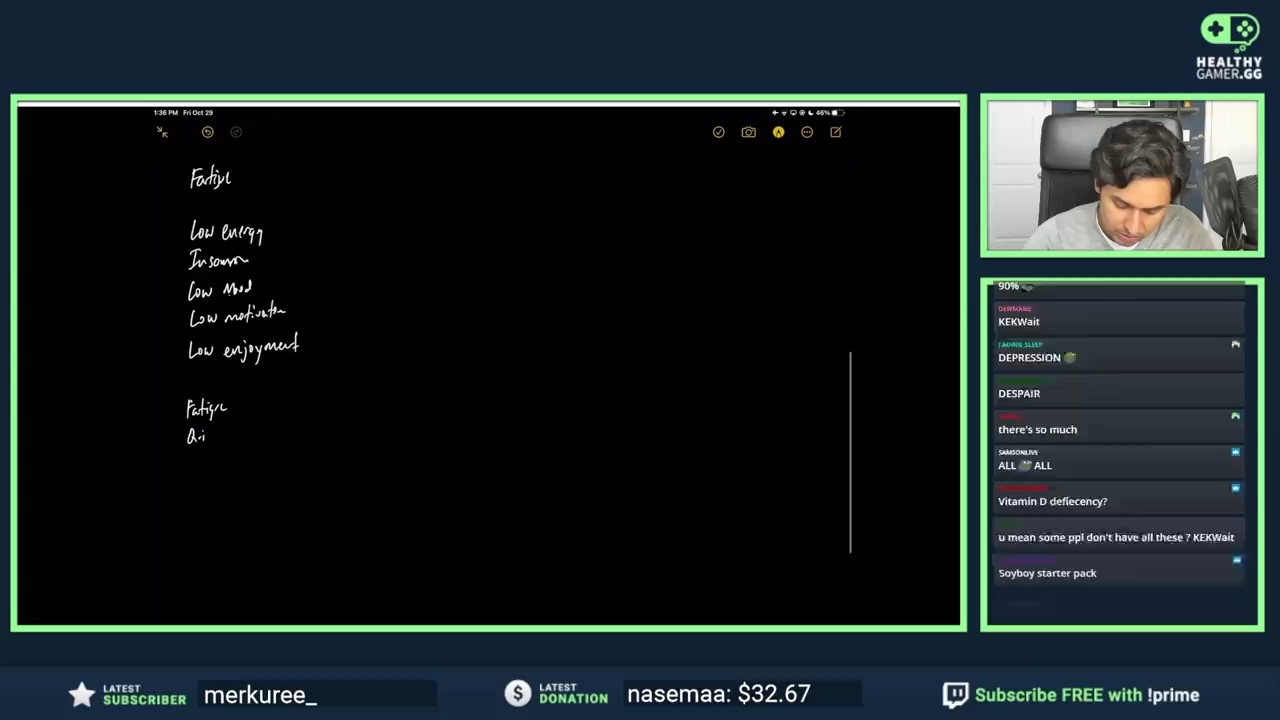 HEALTHY
GAMER.GG
1:36 PM Fri Oct 29
46%
Fatigue
Low energy
Low mood
Low motivation
Low enjoyment
Fatigue
90%
KEKWait
DEPRESSION
DESPAIR
there's so much
SAMSONLIVE
ALL ALL
Vitamin D defiecency?
u mean some ppl don't have all these ? KEKWait
Soyboy starter pack
LATEST
SUBSCRIBER
merkuree_
LATEST
DONATION
nasemaa: $32.67
Subscribe FREE with !prime